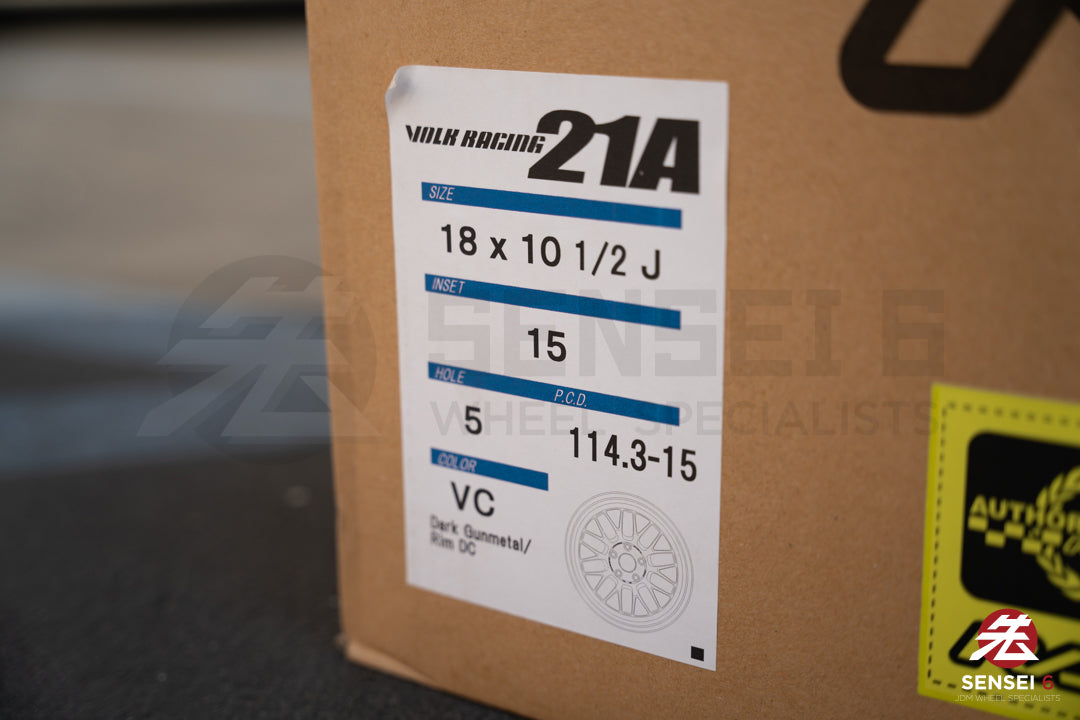 VOLK RACING 21A
SIZE
18 x 10 1/2 J
INSET
15
HOLE P.C.D.
5 114.3-15
COLOR
VC
Dark Gunmetal/
Rim DC
SENSEI 6
WHEEL SPECIALISTS
先
SENSEI 6
JDM WHEEL SPECIALISTS